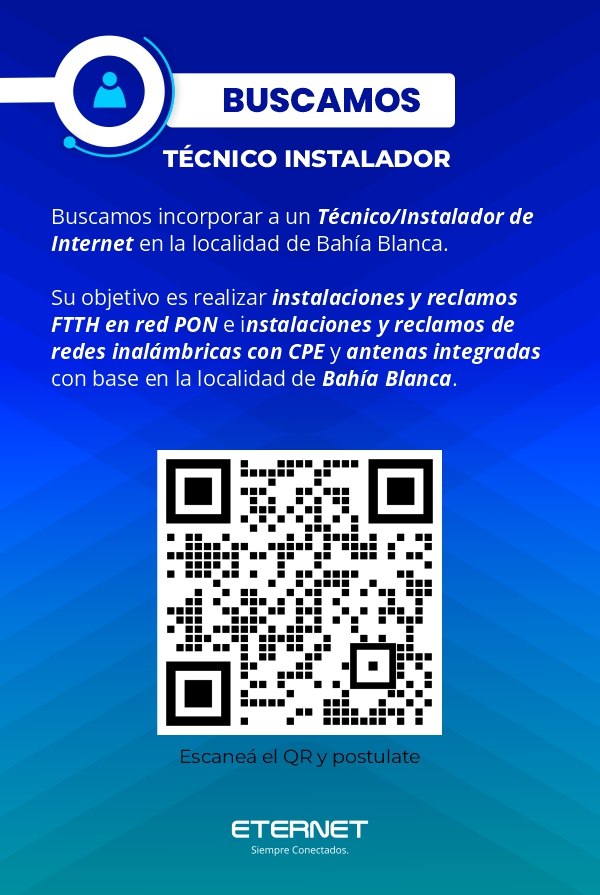 BUSCAMOS
TÉCNICO INSTALADOR
Buscamos incorporar a un Técnico/Instalador de
Internet en la localidad de Bahía Blanca.
Su objetivo es realizar instalaciones y reclamos
FTTH en red PON e instalaciones y reclamos de
redes inalámbricas con CPE y antenas integradas
con base en la localidad de Bahía Blanca.
Escaneá el QR y postulate
ETERNET
Siempre Conectados.